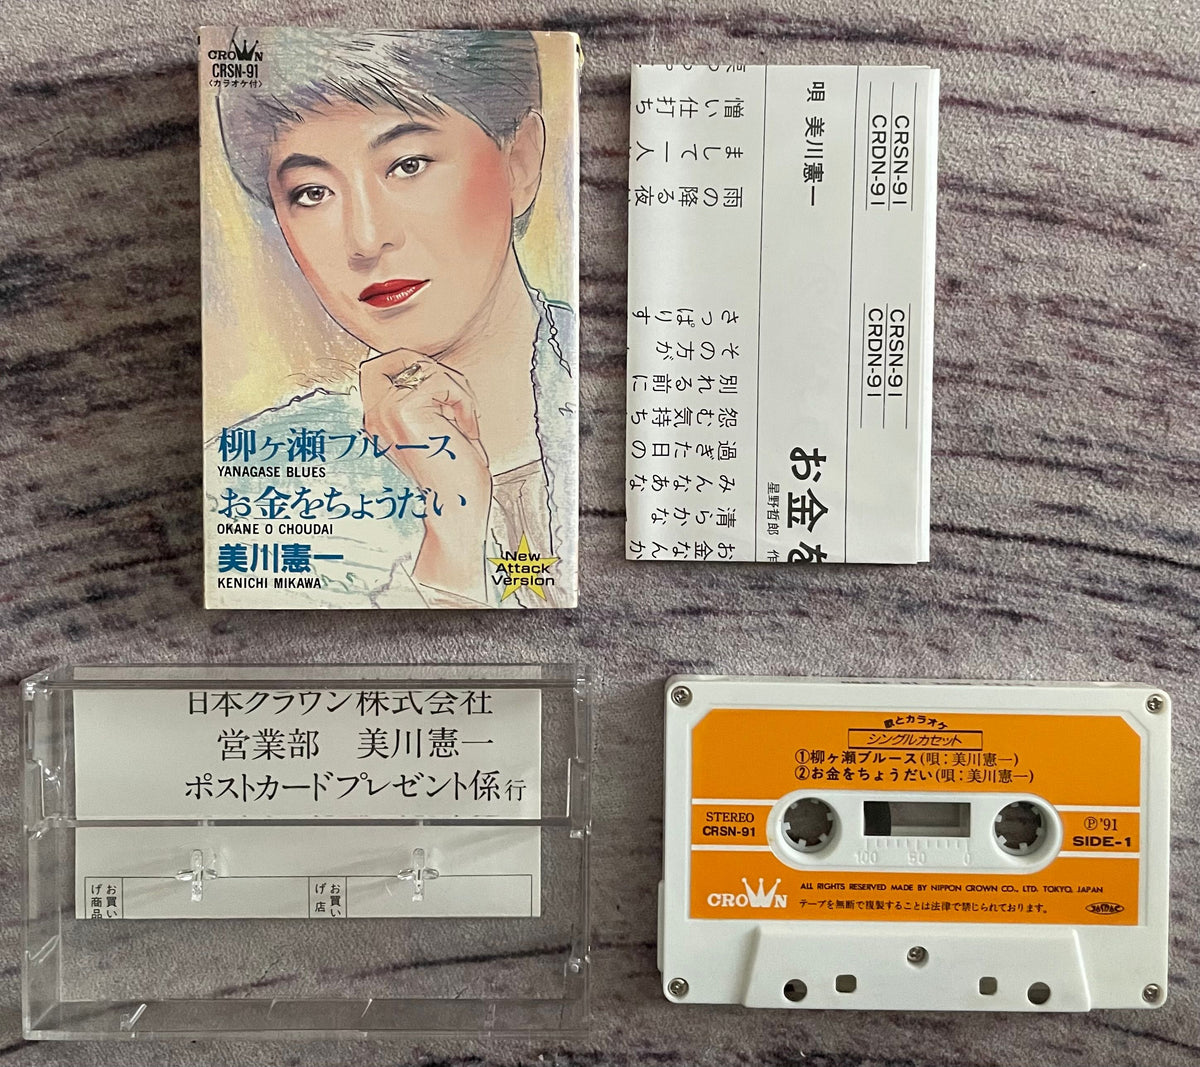 CROWN
CRSN-91
〈カラオケ付〉
柳ヶ瀬ブルース
YANAGASE BLUES
お金をちょうだい
OKANE O CHOUDAI
美川憲一
KENICHI MIKAWA
New
Attack
Version
CRSN-91
CRDN-91
CRSN-91
CRDN-91
唄 美川憲一
お金を
星野哲郎 作
憎い仕打ち
まして一人
雨の降る夜
さっぱりす
その方が
別れる前に
怨む気持ち
過ぎた日の
みんなあな
清らかな
お金なんか
日本クラウン株式会社
営業部 美川憲一
ポストカードプレゼント係行
お買い
げ商品
お買い
げ店
歌とカラオケ
シングルカセット
①柳ヶ瀬ブルース(唄:美川憲一)
②お金をちょうだい(唄:美川憲一)
STEREO
CRSN-91
Ⓟ'91
SIDE-1
100 50 0
CROWN
ALL RIGHTS RESERVED MADE BY NIPPON CROWN CO., LTD. TOKYO, JAPAN
テープを無断で複製することは法律で禁じられております。
JASRAC